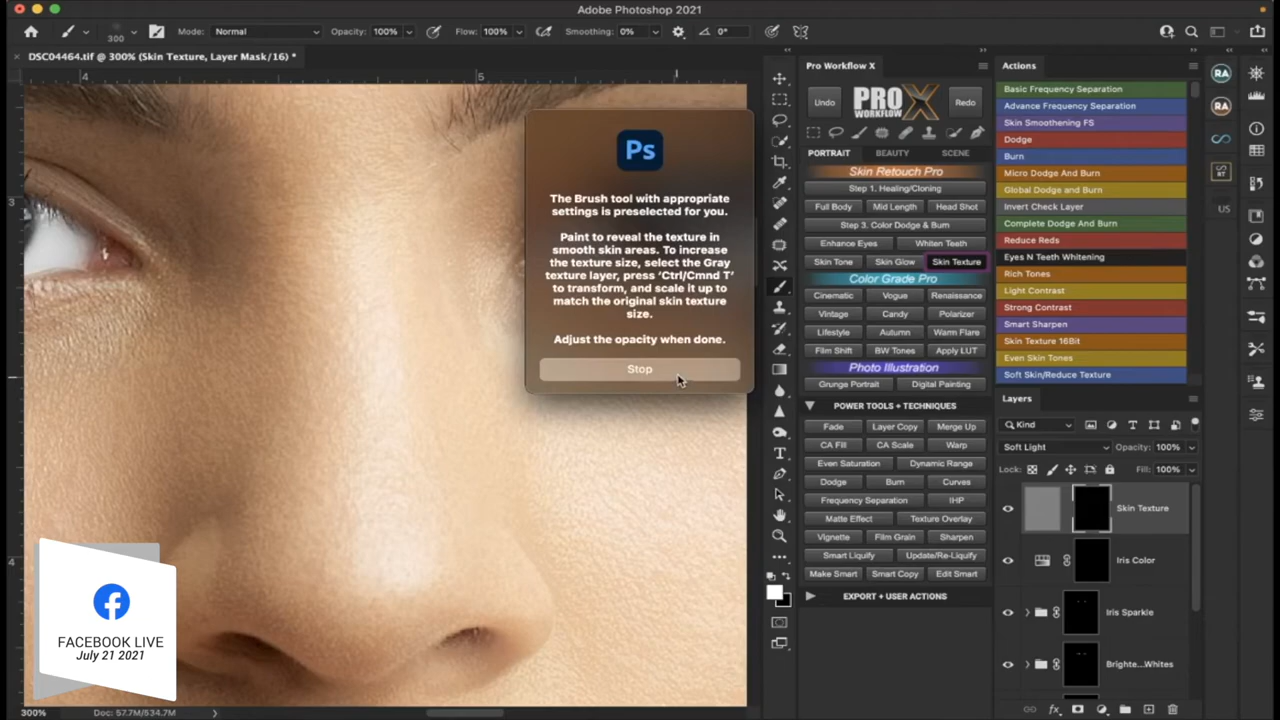 Adobe Photoshop 2021
300
Mode: Normal
Opacity: 100%
Flow: 100%
Smoothing: 0%
0°
DSC04464.tif @ 300% (Skin Texture, Layer Mask/16) *
4
5
3
4
Ps
The Brush tool with appropriate
settings is preselected for you.
Paint to reveal the texture in
smooth skin areas. To increase
the texture size, select the Gray
texture layer, press 'Ctrl/Cmnd T'
to transform, and scale it up to
match the original skin texture
size.
Adjust the opacity when done.
Stop
FACEBOOK LIVE
July 21 2021
300%
Doc: 57.7M/534.7M
Pro Workflow X
Undo
PRO X
WORKFLOW
Redo
PORTRAIT
BEAUTY
SCENE
Skin Retouch Pro
Step 1. Healing/Cloning
Full Body
Mid Length
Head Shot
Step 3. Color Dodge & Burn
Enhance Eyes
Whiten Teeth
Skin Tone
Skin Glow
Skin Texture
Color Grade Pro
Cinematic
Vogue
Renaissance
Vintage
Candy
Polarizer
Lifestyle
Autumn
Warm Flare
Film Shift
BW Tones
Apply LUT
Photo Illustration
Grunge Portrait
Digital Painting
POWER TOOLS + TECHNIQUES
Fade
Layer Copy
Merge Up
CA Fill
CA Scale
Warp
Even Saturation
Dynamic Range
Dodge
Burn
Curves
Frequency Separation
IHP
Matte Effect
Texture Overlay
Vignette
Film Grain
Sharpen
Smart Liquify
Update/Re-Liquify
Make Smart
Smart Copy
Edit Smart
EXPORT + USER ACTIONS
Actions
Basic Frequency Separation
Advance Frequency Separation
Skin Smoothening FS
Dodge
Burn
Micro Dodge And Burn
Global Dodge and Burn
Invert Check Layer
Complete Dodge And Burn
Reduce Reds
Eyes N Teeth Whitening
Rich Tones
Light Contrast
Strong Contrast
Smart Sharpen
Skin Texture 16Bit
Even Skin Tones
Soft Skin/Reduce Texture
Layers
Kind
Soft Light
Opacity: 100%
Lock:
Fill: 100%
Skin Texture
Iris Color
Iris Sparkle
Brighte...Whites
fx
RA
RA
BT
US